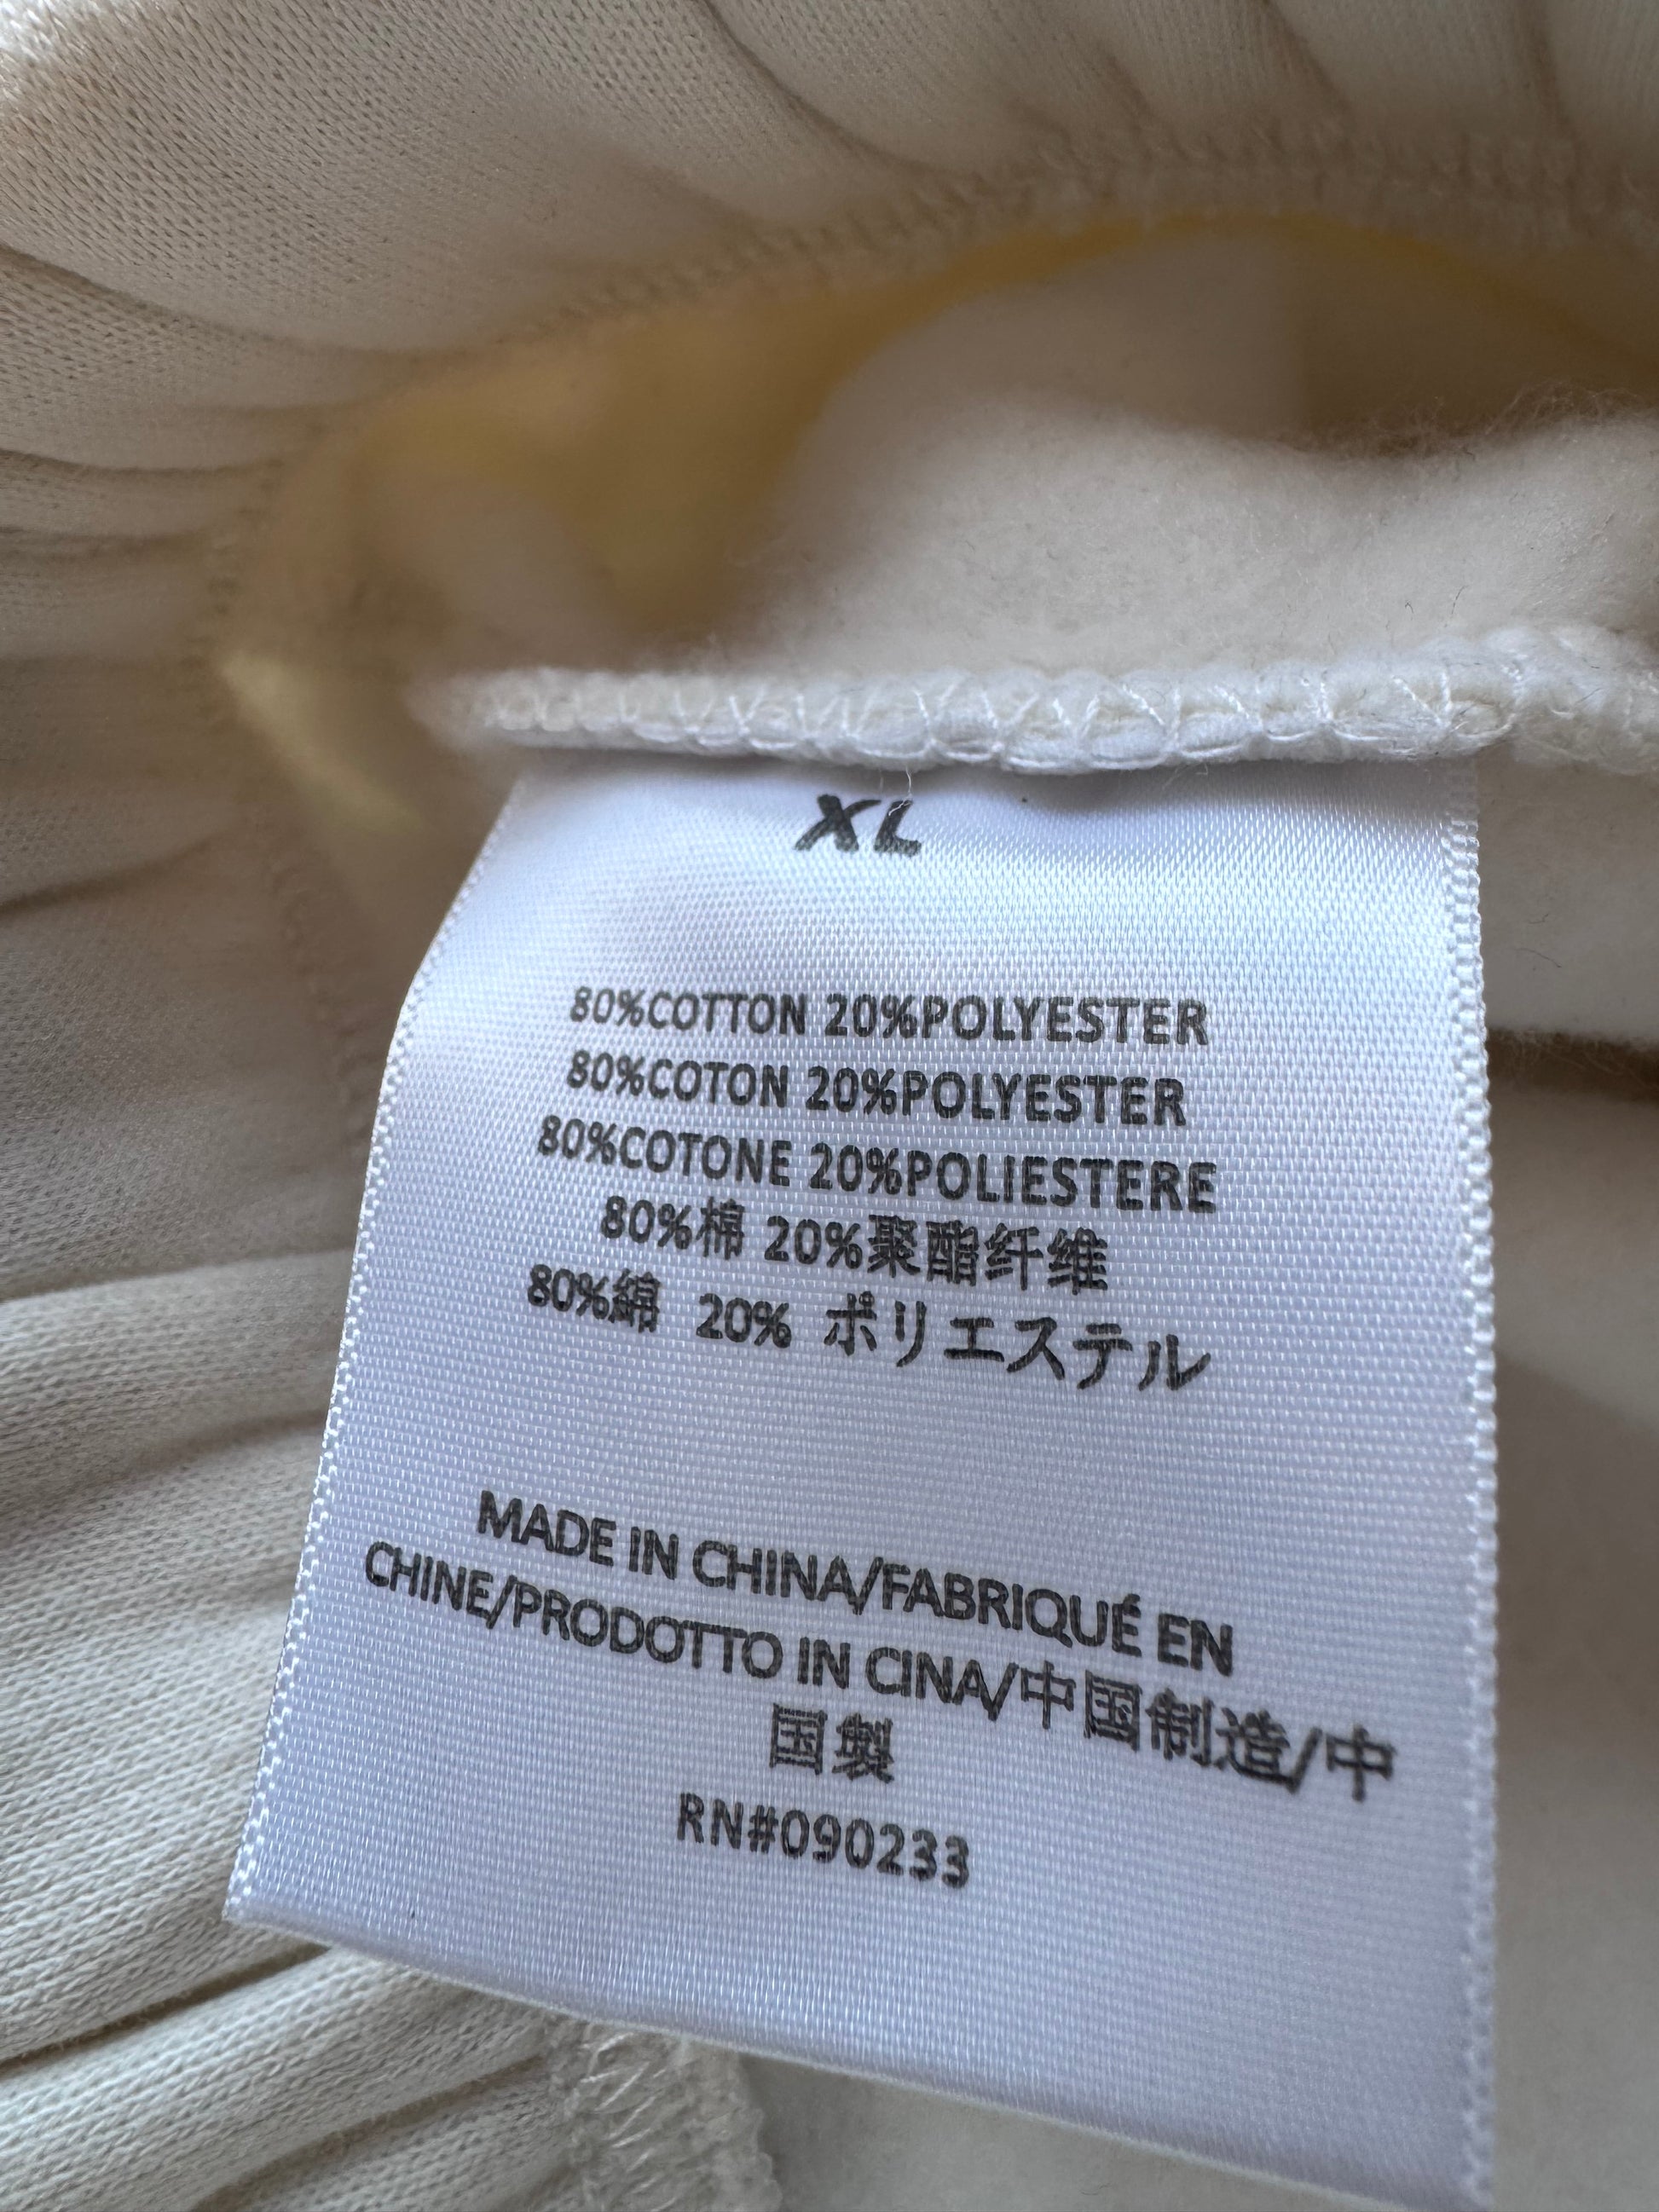 XL
80%COTTON 20%POLYESTER
80%COTON 20%POLYESTER
80%COTONE 20%POLIESTERE
80%棉 20%聚酯纤维
80%綿 20% ポリエステル
MADE IN CHINA/FABRIQUÉ EN
CHINE/PRODOTTO IN CINA/中国制造/中
国製
RN#090233